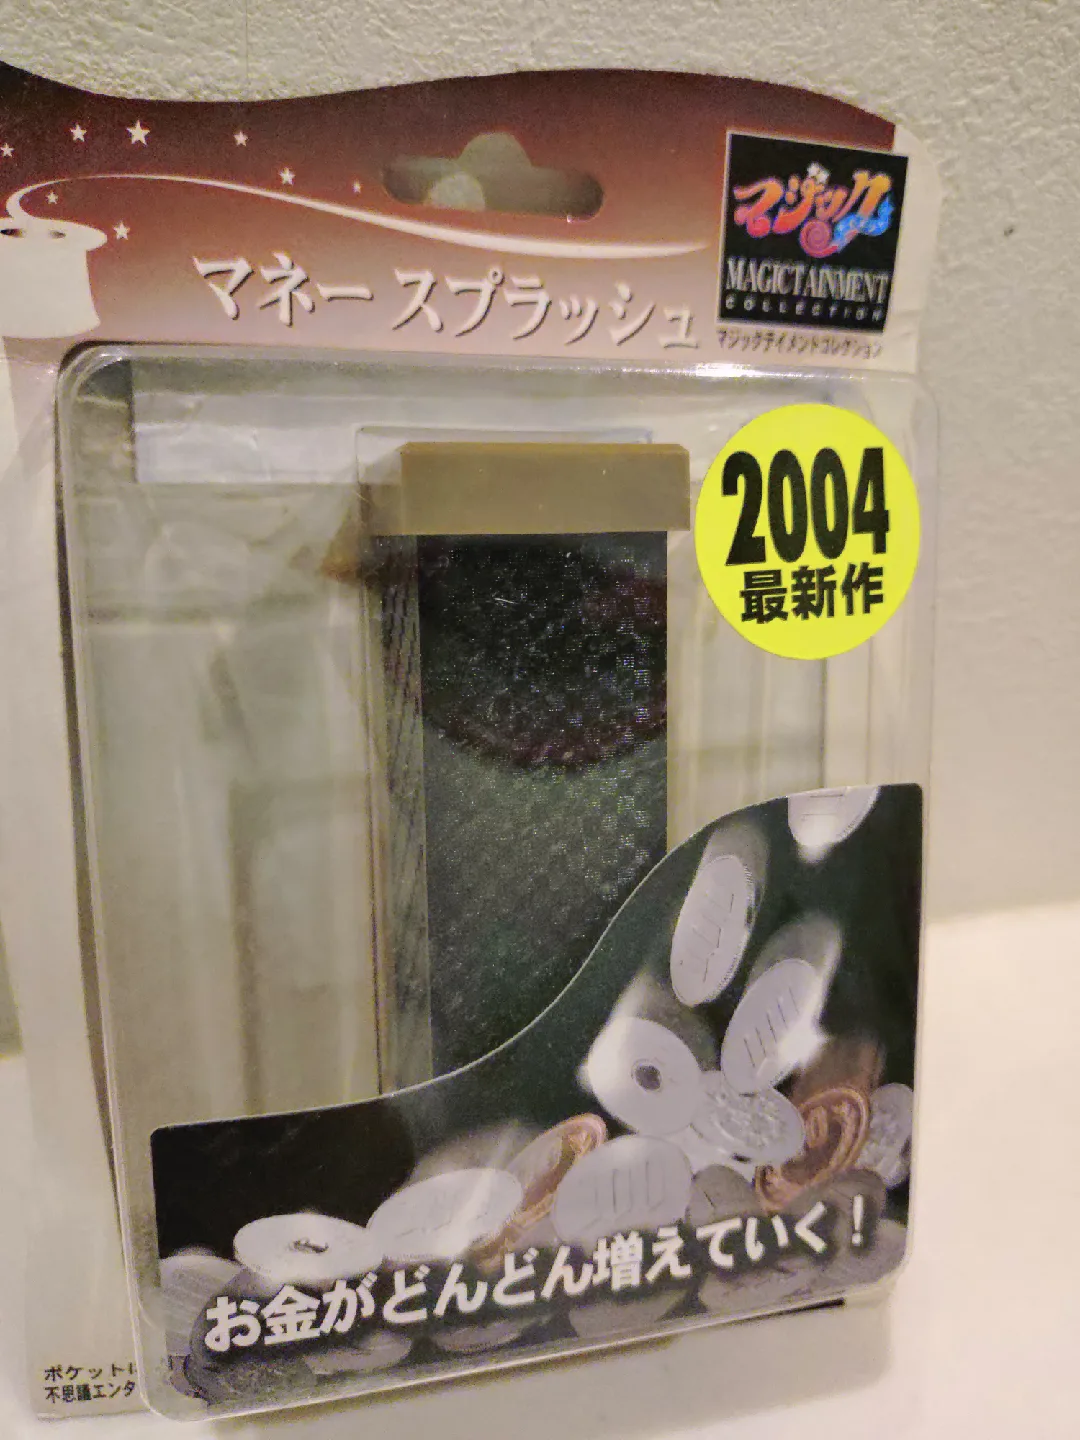 マジック
MAGICTAINMENT
COLLECTION
マジックテイメントコレクション
マネー スプラッシュ
2004
最新作
お金がどんどん増えていく！
ポケットに
不思議エンタ